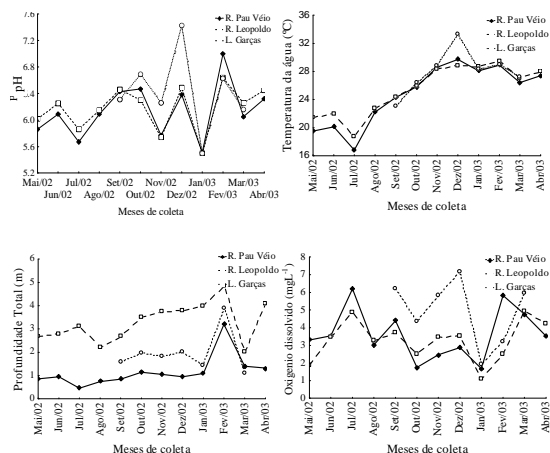 7.6
6.8
6.0
5.2
pH
R. Pau Véio
R. Leopoldo
L. Garças
Mai/02 Jun/02 Jul/02 Ago/02 Set/02 Out/02 Nov/02 Dez/02 Jan/03 Fev/03 Mar/03 Abr/03
Meses de coleta
36
32
28
24
20
16
Temperatura da água (ºC)
R. Pau Véio
R. Leopoldo
L. Garças
Mai/02 Jun/02 Jul/02 Ago/02 Set/02 Out/02 Nov/02 Dez/02 Jan/03 Fev/03 Mar/03 Abr/03
Meses de coleta
6
5
4
3
2
1
0
Profundidade Total (m)
R. Pau Véio
R. Leopoldo
L. Garças
Mai/02 Jun/02 Jul/02 Ago/02 Set/02 Out/02 Nov/02 Dez/02 Jan/03 Fev/03 Mar/03 Abr/03
Meses de coleta
8
7
6
5
4
3
2
1
0
Oxigenio dissolvido (mgL-1)
R. Pau Véio
R. Leopoldo
L. Garças
Mai/02 Jun/02 Jul/02 Ago/02 Set/02 Out/02 Nov/02 Dez/02 Jan/03 Fev/03 Mar/03 Abr/03
Meses de coleta